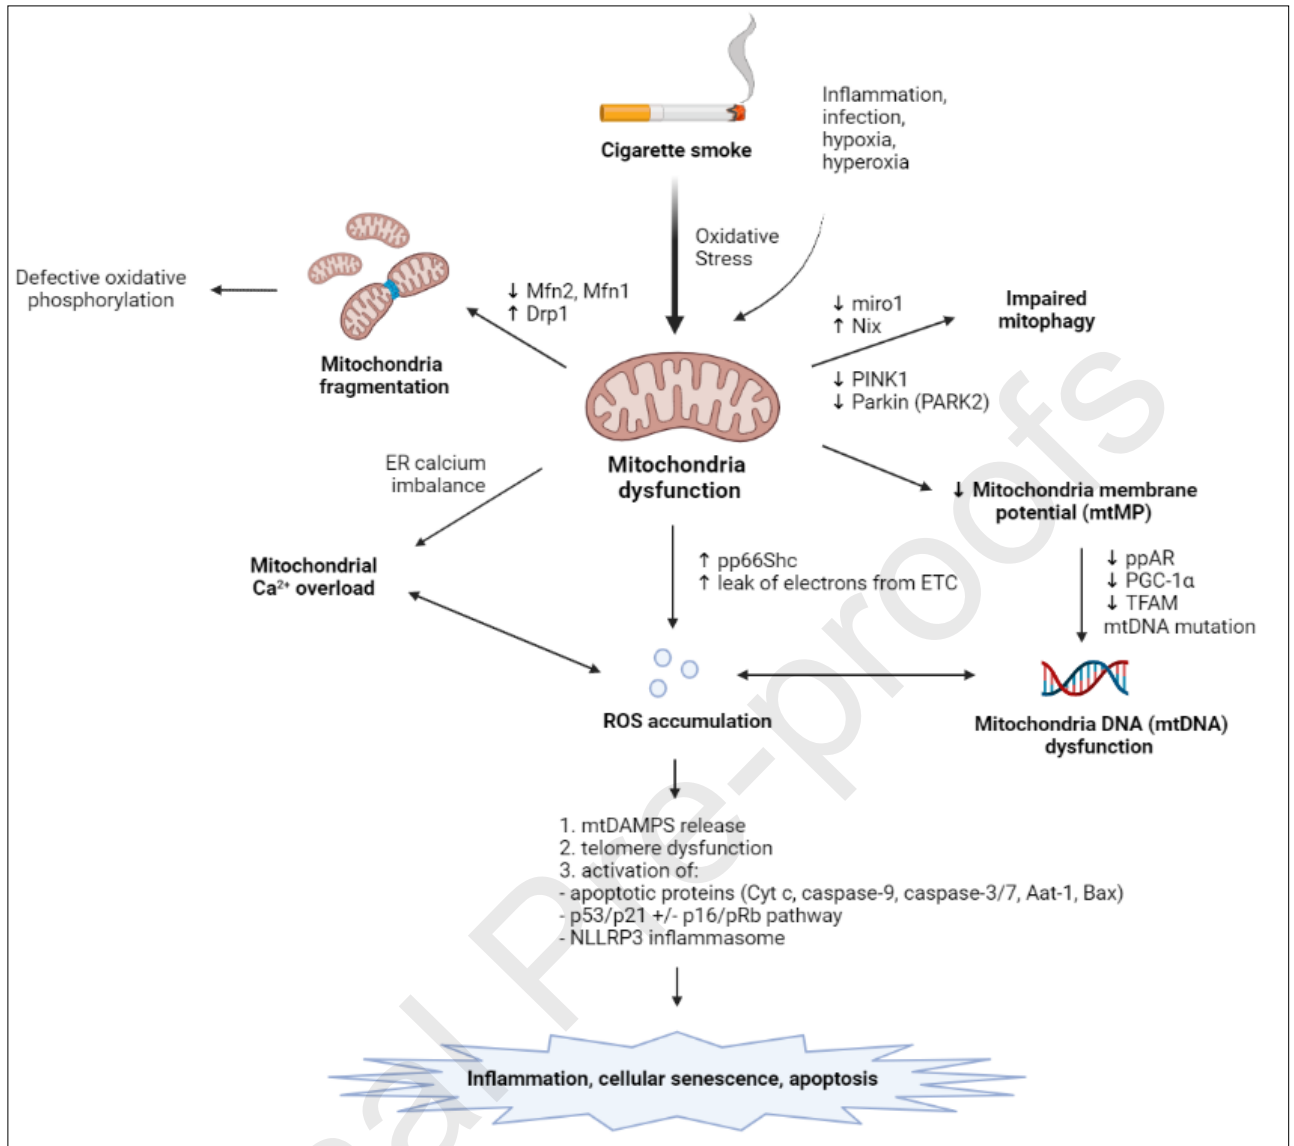 Cigarette smoke
Inflammation,
infection,
hypoxia,
hyperoxia
Oxidative
Stress
Defective oxidative
phosphorylation
↓ Mfn2, Mfn1
↑ Drp1
Mitochondria
fragmentation
↓ miro1
↑ Nix
Impaired
mitophagy
↓ PINK1
↓ Parkin (PARK2)
Mitochondria
dysfunction
ER calcium
imbalance
↓ Mitochondria membrane
potential (mtMP)
Mitochondrial
Ca²⁺ overload
↑ pp66Shc
↑ leak of electrons from ETC
↓ ppAR
↓ PGC-1α
↓ TFAM
mtDNA mutation
ROS accumulation
Mitochondria DNA (mtDNA)
dysfunction
1. mtDAMPS release
2. telomere dysfunction
3. activation of:
- apoptotic proteins (Cyt c, caspase-9, caspase-3/7, Aat-1, Bax)
- p53/p21 +/- p16/pRb pathway
- NLLRP3 inflammasome
Inflammation, cellular senescence, apoptosis
al Pre-proofs